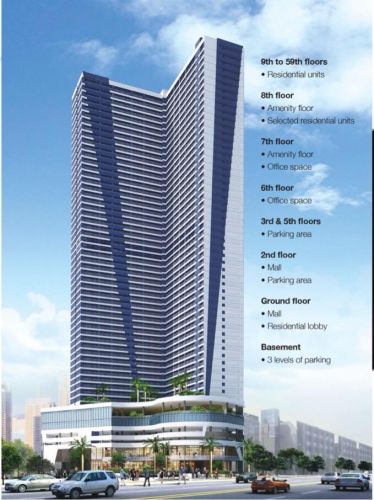 9th to 59th floors
• Residential units
8th floor
• Amenity floor
• Selected residential units
7th floor
• Amenity floor
• Office space
6th floor
• Office space
3rd & 5th floors
• Parking area
2nd floor
• Mall
• Parking area
Ground floor
• Mall
• Residential lobby
Basement
• 3 levels of parking